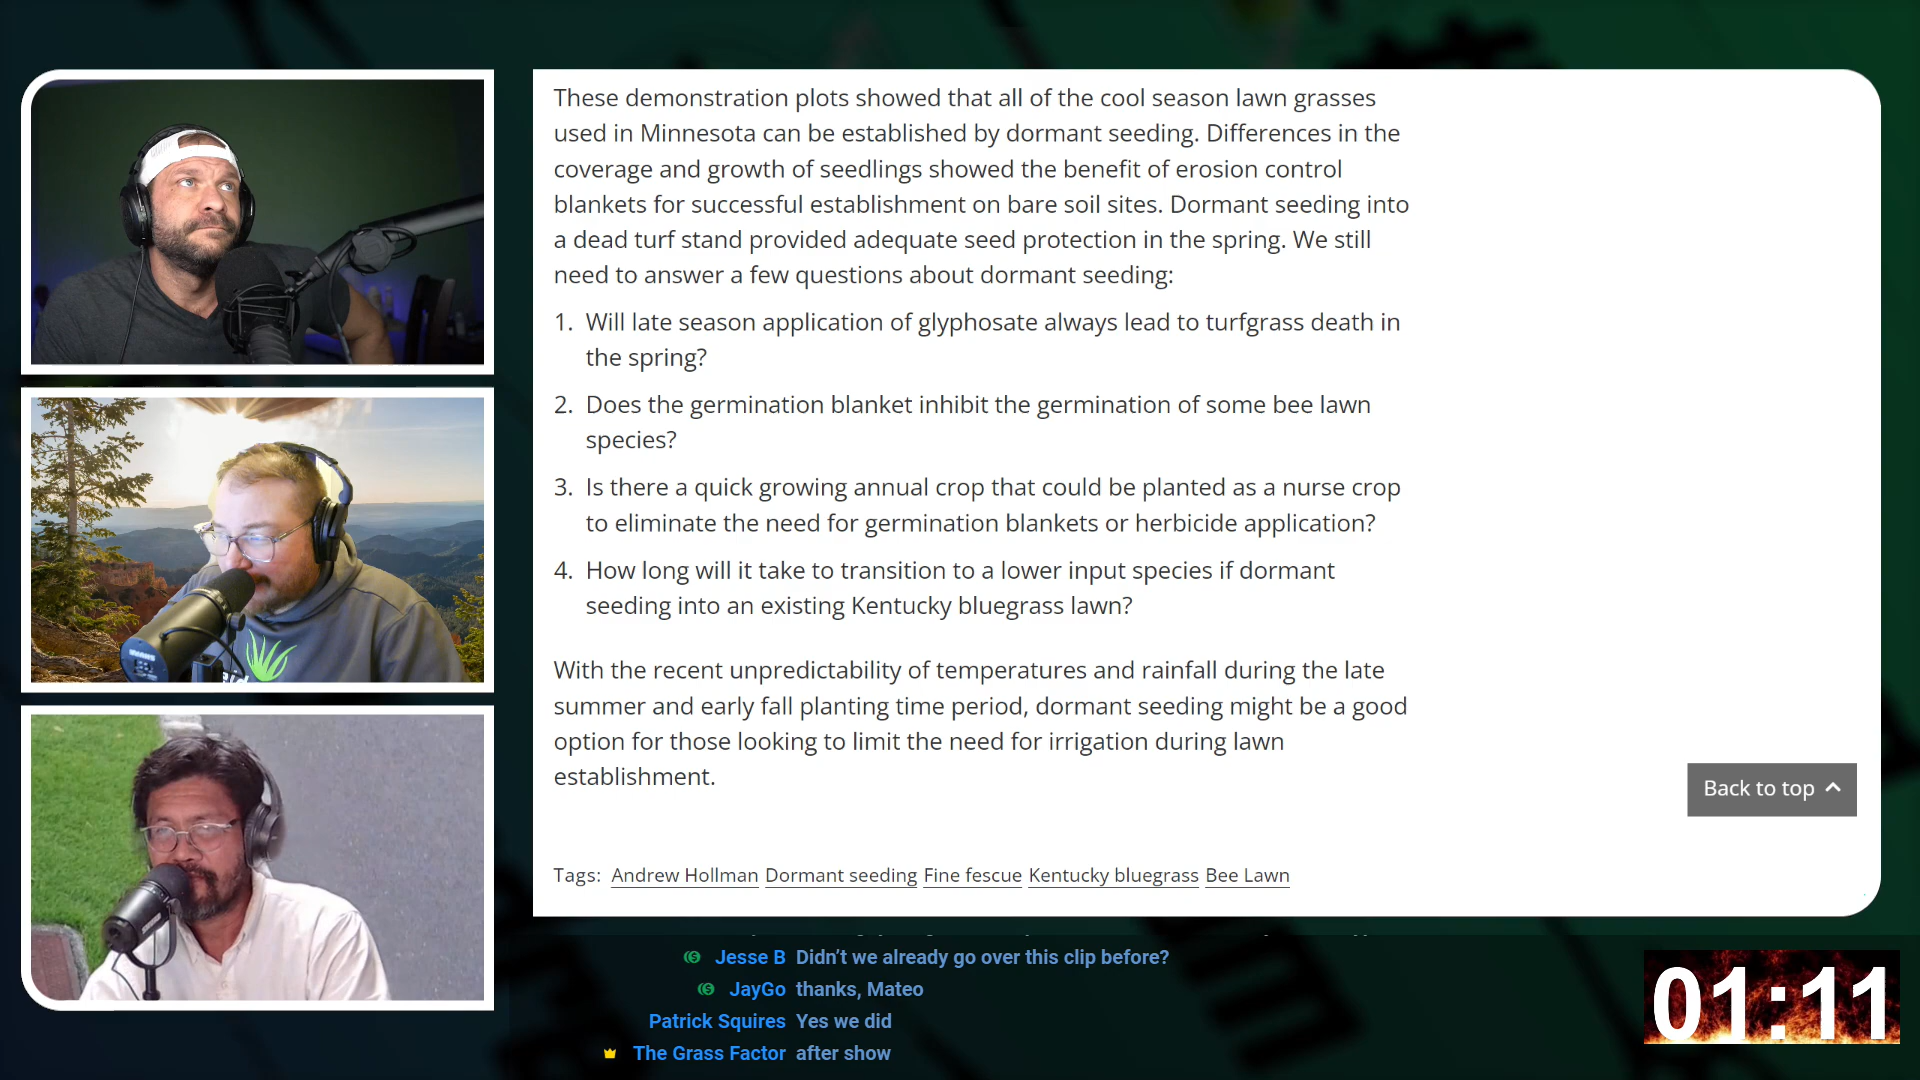 These demonstration plots showed that all of the cool season lawn grasses
used in Minnesota can be established by dormant seeding. Differences in the
coverage and growth of seedlings showed the benefit of erosion control
blankets for successful establishment on bare soil sites. Dormant seeding into
a dead turf stand provided adequate seed protection in the spring. We still
need to answer a few questions about dormant seeding:
1. Will late season application of glyphosate always lead to turfgrass death in
the spring?
2. Does the germination blanket inhibit the germination of some bee lawn
species?
3. Is there a quick growing annual crop that could be planted as a nurse crop
to eliminate the need for germination blankets or herbicide application?
4. How long will it take to transition to a lower input species if dormant
seeding into an existing Kentucky bluegrass lawn?
With the recent unpredictability of temperatures and rainfall during the late
summer and early fall planting time period, dormant seeding might be a good
option for those looking to limit the need for irrigation during lawn
establishment.
Back to top
Tags: Andrew Hollman Dormant seeding Fine fescue Kentucky bluegrass Bee Lawn
Jesse B Didn't we already go over this clip before?
JayGo thanks, Mateo
Patrick Squires Yes we did
The Grass Factor after show
01:11